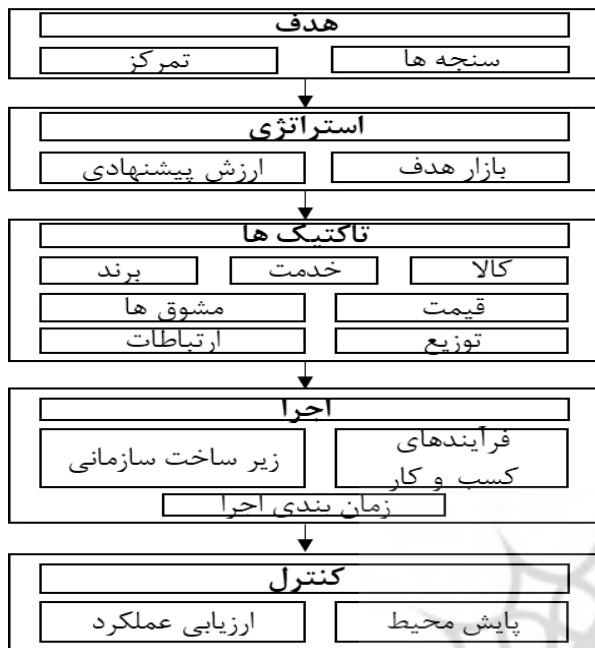 هدف
سنجه ها
تمرکز
استراتژی
بازار هدف
ارزش پیشنهادی
تاکتیک ها
کالا
خدمت
برند
قیمت
مشوق ها
توزیع
ارتباطات
اجرا
فرآیندهای
کسب و کار
زیر ساخت سازمانی
زمان بندی اجرا
کنترل
پایش محیط
ارزیابی عملکرد